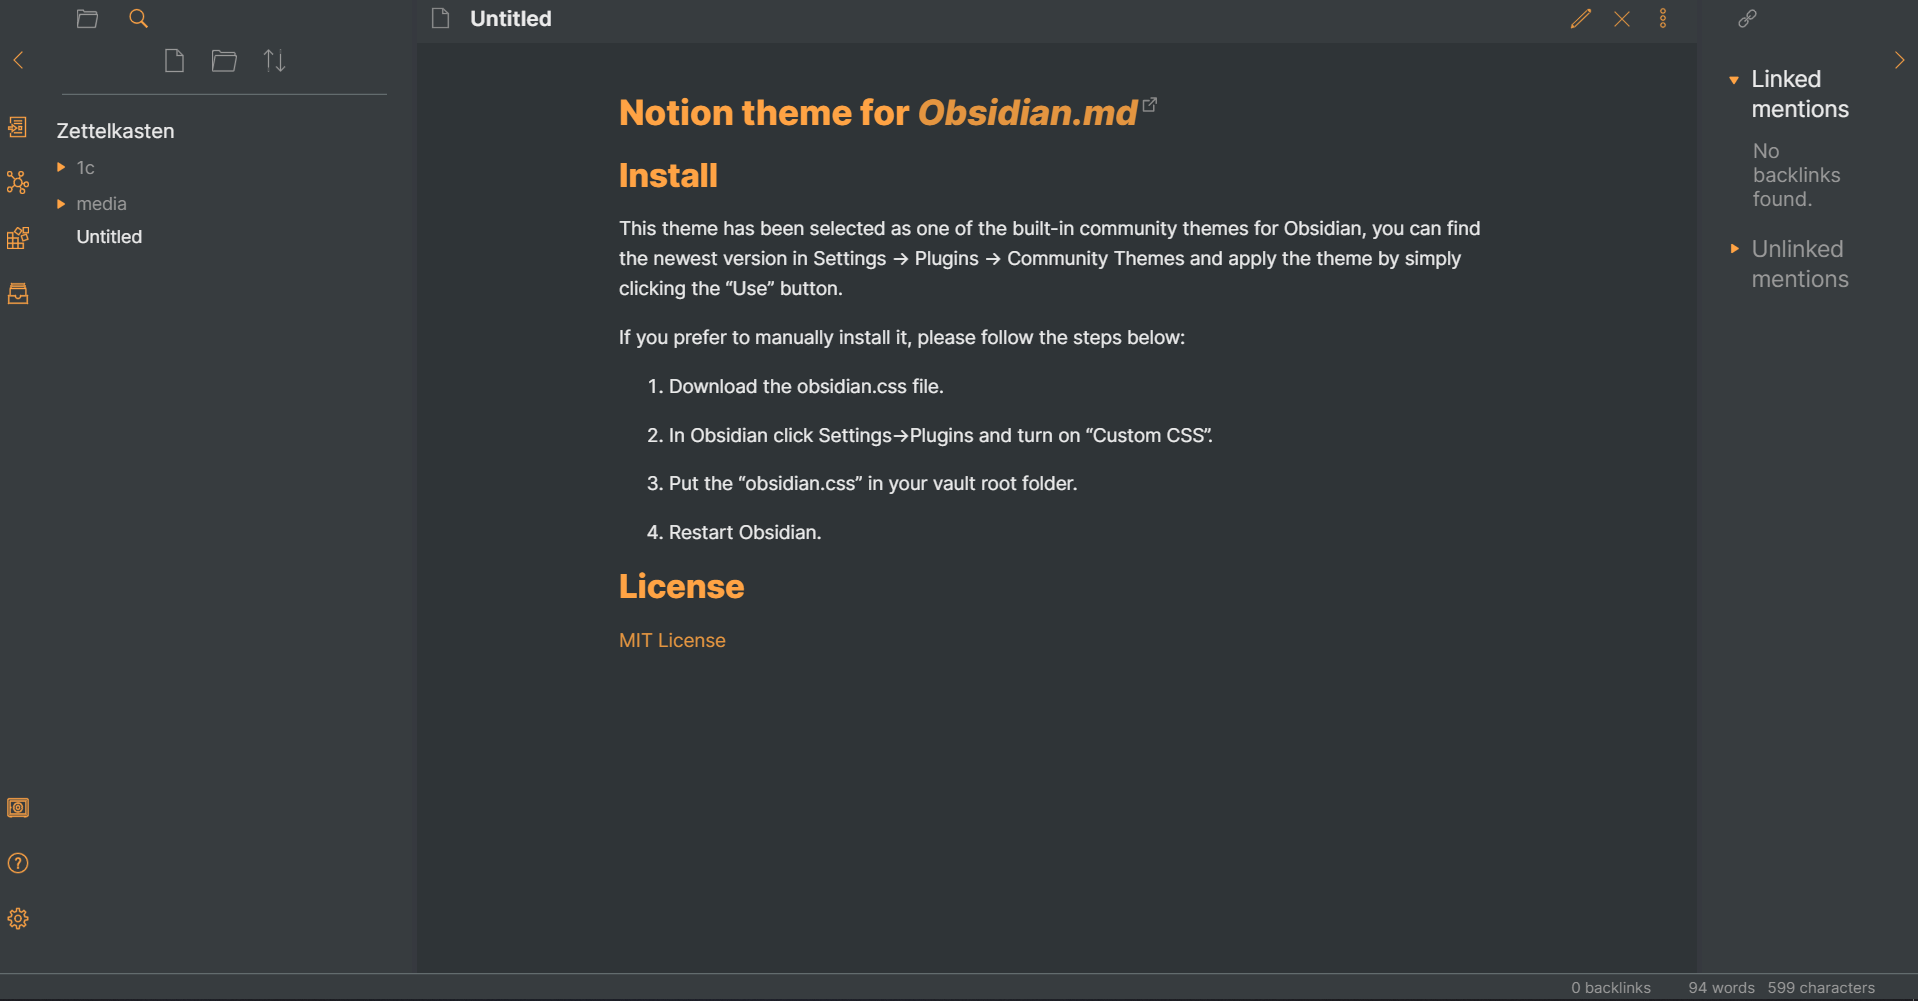 Untitled
Zettelkasten
1c
media
Untitled
Notion theme for Obsidian.md
Install
This theme has been selected as one of the built-in community themes for Obsidian, you can find
the newest version in Settings → Plugins → Community Themes and apply the theme by simply
clicking the “Use” button.
If you prefer to manually install it, please follow the steps below:
1. Download the obsidian.css file.
2. In Obsidian click Settings→Plugins and turn on “Custom CSS”.
3. Put the “obsidian.css” in your vault root folder.
4. Restart Obsidian.
License
MIT License
Linked
mentions
No
backlinks
found.
Unlinked
mentions
0 backlinks
94 words
599 characters